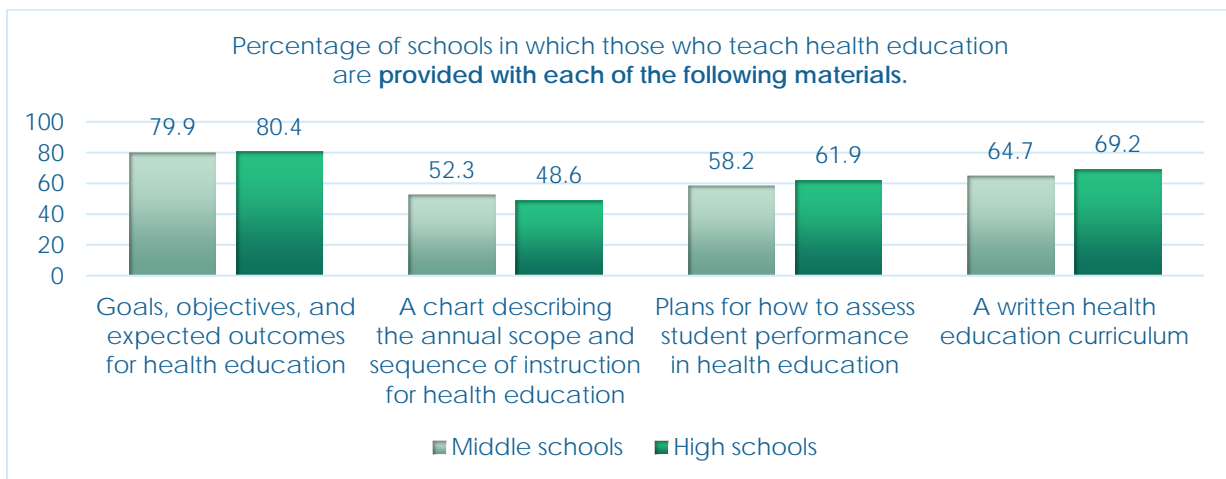 Percentage of schools in which those who teach health education
are provided with each of the following materials.
100
80
60
40
20
0
79.9
80.4
52.3
48.6
58.2
61.9
64.7
69.2
Goals, objectives, and
expected outcomes
for health education
A chart describing
the annual scope and
sequence of instruction
for health education
Plans for how to assess
student performance
in health education
A written health
education curriculum
Middle schools
High schools